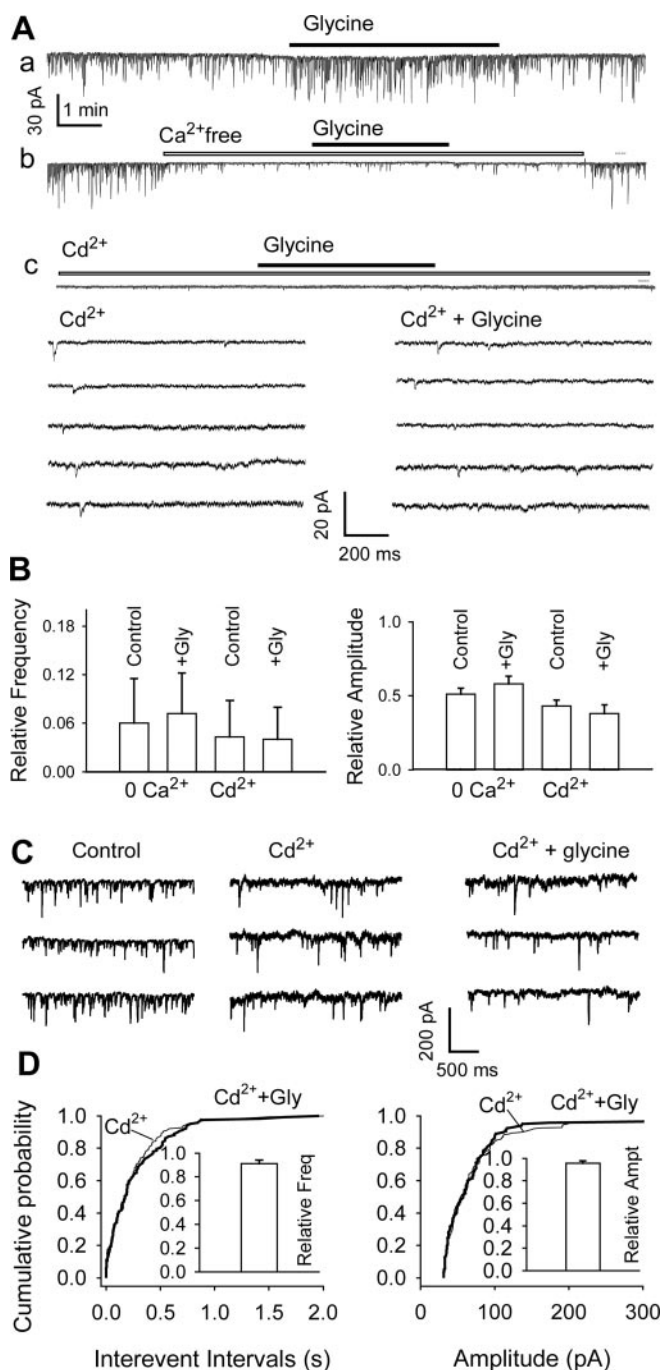 A
Glycine
a
30 pA
1 min
Ca²⁺free
Glycine
b
Cd²⁺
Glycine
c
Cd²⁺
Cd²⁺ + Glycine
20 pA
200 ms
B
Relative Frequency
0.18
0.12
0.06
0.00
Control
+Gly
Control
+Gly
0 Ca²⁺ Cd²⁺
Relative Amplitude
1.0
0.5
0.0
Control
+Gly
Control
+Gly
0 Ca²⁺ Cd²⁺
C
Control
Cd²⁺
Cd²⁺ + glycine
200 pA
500 ms
D
Cumulative probability
1.0
0.8
0.6
0.4
0.2
0.0
Cd²⁺
Cd²⁺+Gly
1.0
0.8
0.6
0.4
0.2
0.0
Relative Freq
0.0 0.5 1.0 1.5 2.0
Interevent Intervals (s)
1.0
0.8
0.6
0.4
0.2
0.0
Cd²⁺
Cd²⁺+Gly
1.0
0.8
0.6
0.4
0.2
0.0
Relative Ampt
0 100 200 300
Amplitude (pA)